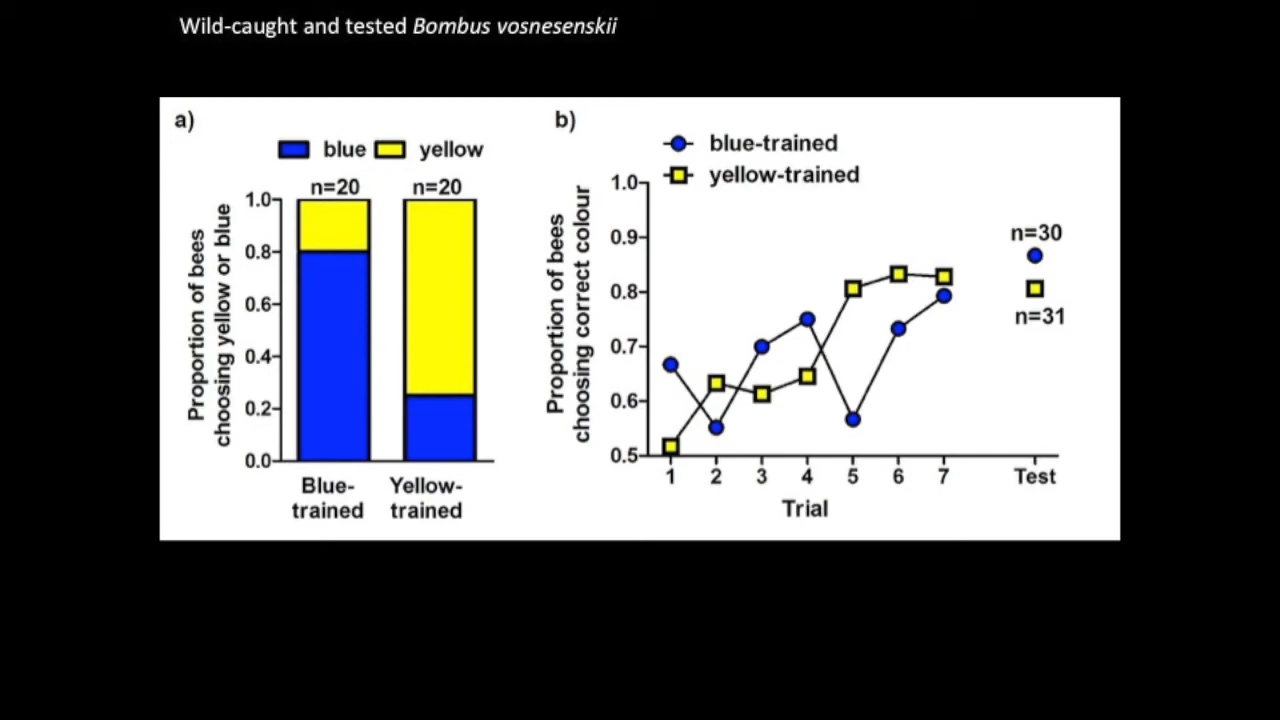 Wild-caught and tested Bombus vosnesenskii
a)
blue yellow
n=20 n=20
Proportion of bees
choosing yellow or blue
1.0
0.8
0.6
0.4
0.2
0.0
Blue-
trained
Yellow-
trained
b)
blue-trained
yellow-trained
Proportion of bees
choosing correct colour
1.0
0.9
0.8
0.7
0.6
0.5
n=30
n=31
1 2 3 4 5 6 7 Test
Trial